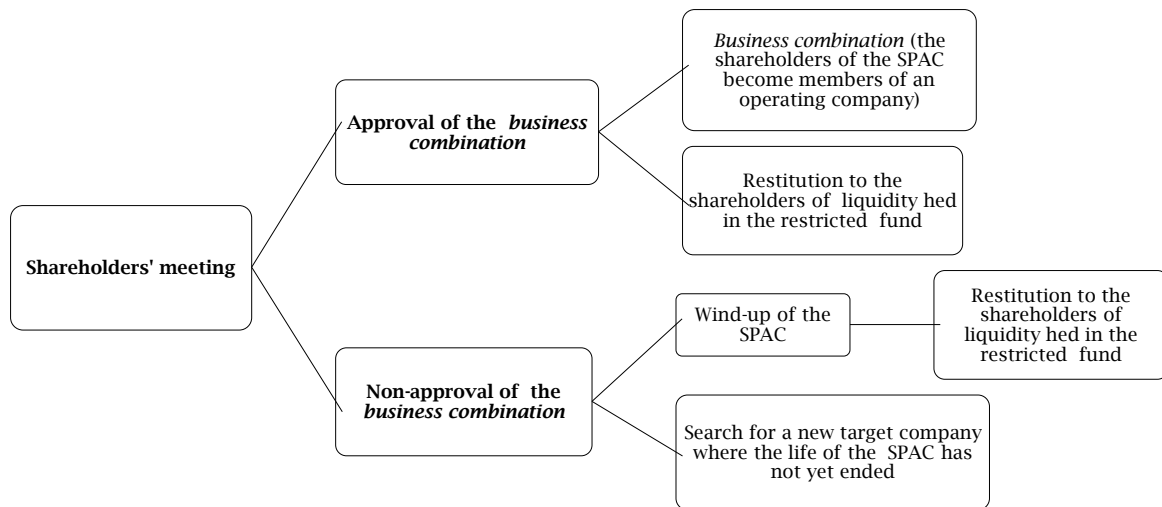 Business combination (the
shareholders of the SPAC
become members of an
operating company)
Approval of the business
combination
Restitution to the
shareholders of liquidity hed
in the restricted fund
Shareholders' meeting
Wind-up of the
SPAC
Restitution to the
shareholders of
liquidity hed in the
restricted fund
Non-approval of the
business combination
Search for a new target company
where the life of the SPAC has
not yet ended